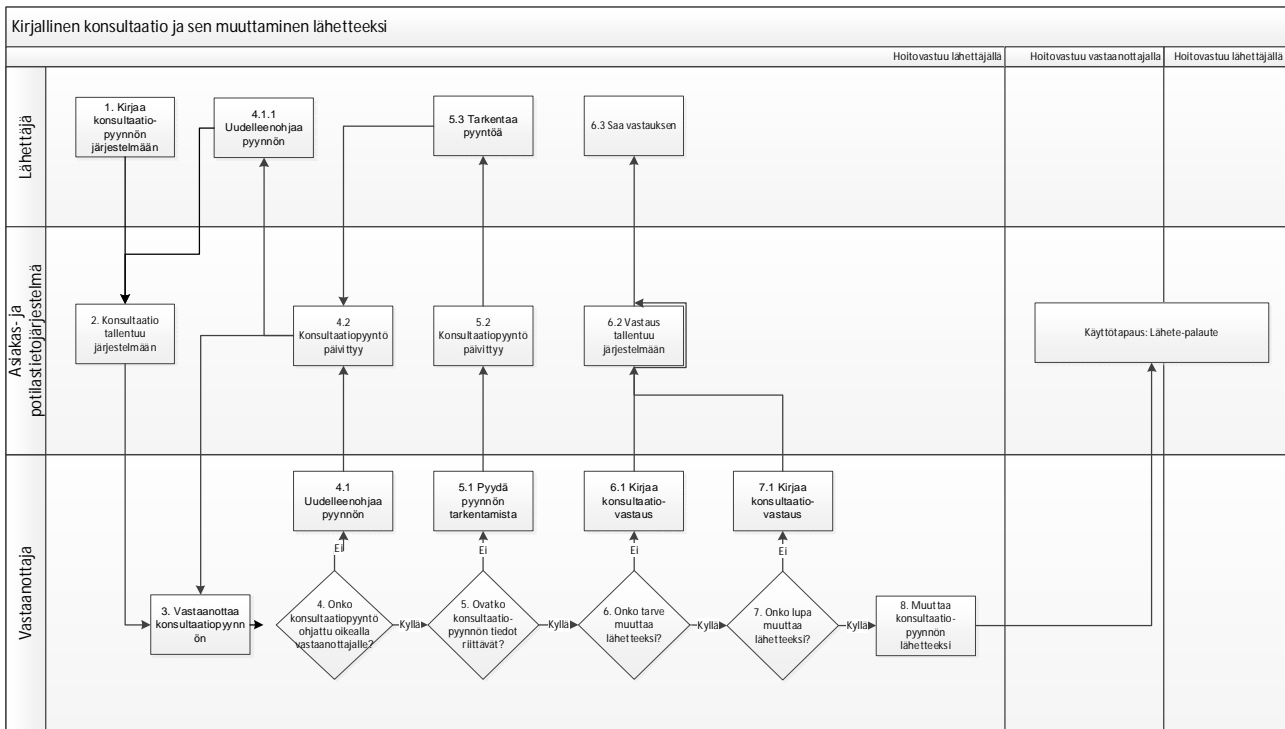 Kirjallinen konsultaatio ja sen muuttaminen lähetteeksi
Hoitovastuu lähettäjällä
Hoitovastuu vastaanottajalla
Hoitovastuu lähettäjällä
Lähettäjä
1. Kirjaa
konsultaatio-
pyynnön
järjestelmään
4.1.1
Uudelleenohjaa
pyynnön
5.3 Tarkentaa
pyyntöä
6.3 Saa vastauksen
Asiakas- ja
potilastietojärjestelmä
2. Konsultaatio
tallentuu
järjestelmään
4.2
Konsultaatiopyyntö
päivittyy
5.2
Konsultaatiopyyntö
päivittyy
6.2 Vastaus
tallentuu
järjestelmään
Käyttötapaus: Lähete-palaute
Vastaanottaja
4.1
Uudelleenohjaa
pyynnön
5.1 Pyydä
pyynnön
tarkentamista
6.1 Kirjaa
konsultaatio-
vastaus
7.1 Kirjaa
konsultaatio-
vastaus
Ei
Ei
Ei
Ei
3. Vastaanottaa
konsultaatiopyynn
ön
4. Onko
konsultaatiopyyntö
ohjattu oikealla
vastaanottajalle?
Kyllä
5. Ovatko
konsultaatio-
pyynnön tiedot
riittävät?
Kyllä
6. Onko tarve
muuttaa
lähetteeksi?
Kyllä
7. Onko lupa
muuttaa
lähetteeksi?
Kyllä
8. Muuttaa
konsultaatio-
pyynnön
lähetteeksi